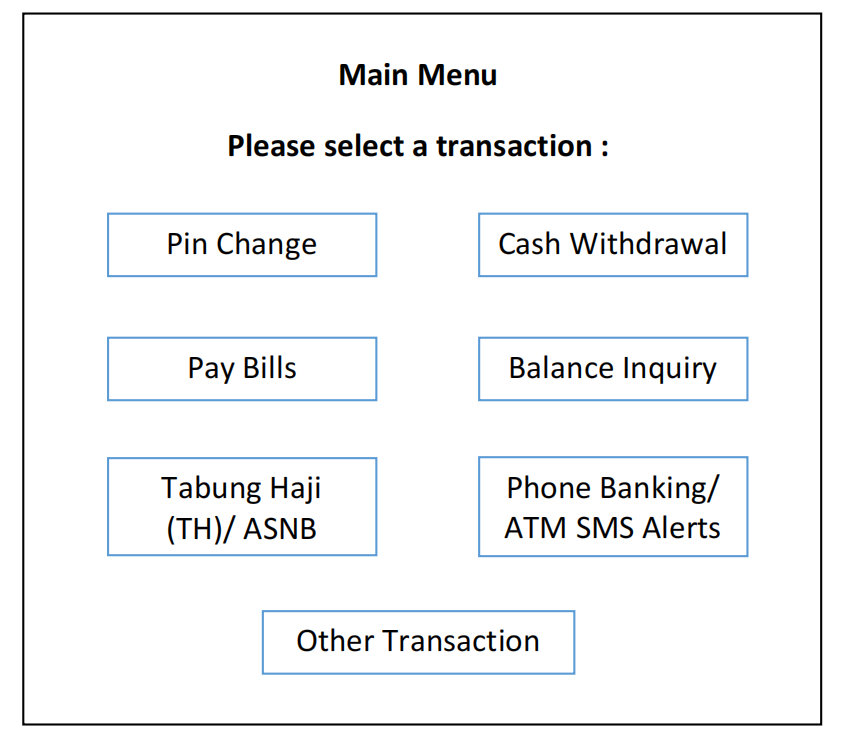 Main Menu
Please select a transaction :
Pin Change
Cash Withdrawal
Pay Bills
Balance Inquiry
Tabung Haji
(TH)/ ASNB
Phone Banking/
ATM SMS Alerts
Other Transaction